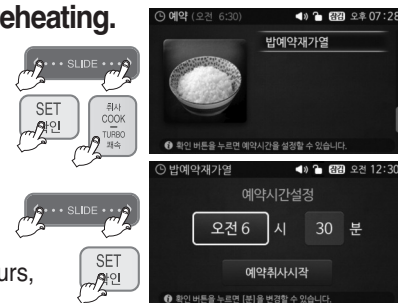 eheating.
••• SLIDE •••
SET
확인
취사
COOK
TURBO
쾌속
예약 (오전 6:30)
잠김 오후 07:28
밥예약재가열
확인 버튼을 누르면 예약시간을 설정할 수 있습니다.
••• SLIDE •••
urs,
SET
확인
밥예약재가열
잠김 오전 12:30
예약시간설정
오전 6 시 30 분
예약취사시작
확인 버튼을 누르면 [분]을 변경할 수 있습니다.